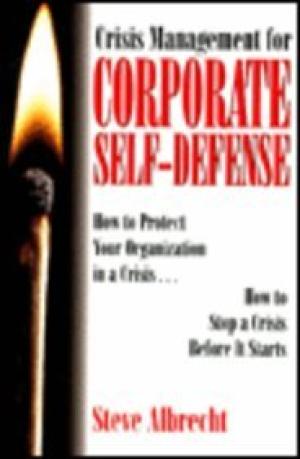 Crisis Management for
CORPORATE
SELF-DEFENSE
How to Protect
Your Organization
in a Crisis...
How to
Stop a Crisis
Before It Starts
Steve Albrecht